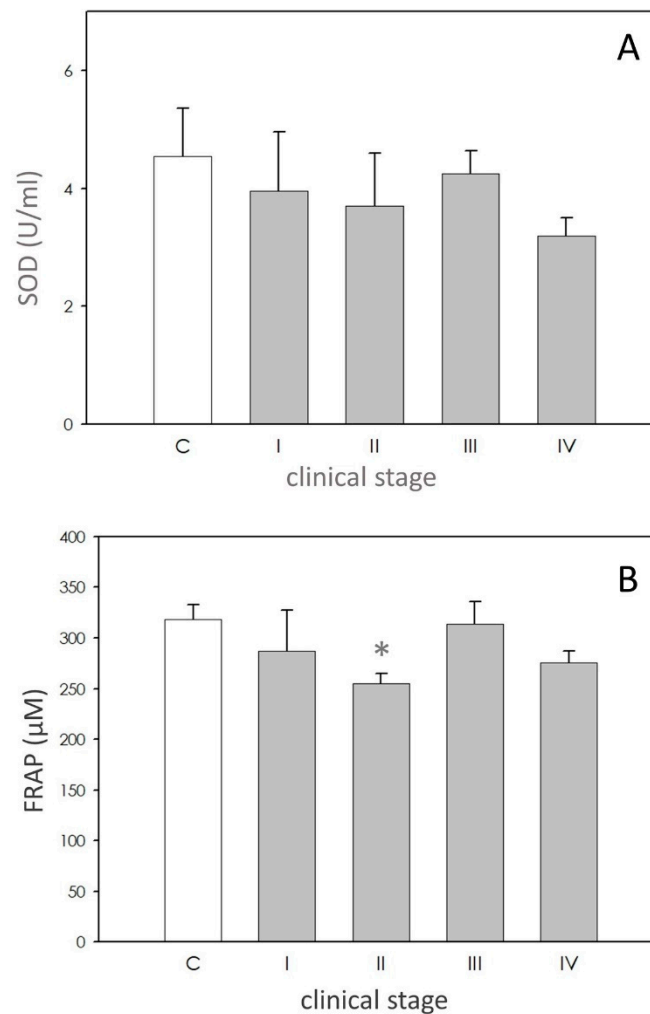 A
6
4
2
0
SOD (U/ml)
C I II III IV
clinical stage
B
400
350
300
250
200
150
100
50
0
FRAP (µM)
*
C I II III IV
clinical stage